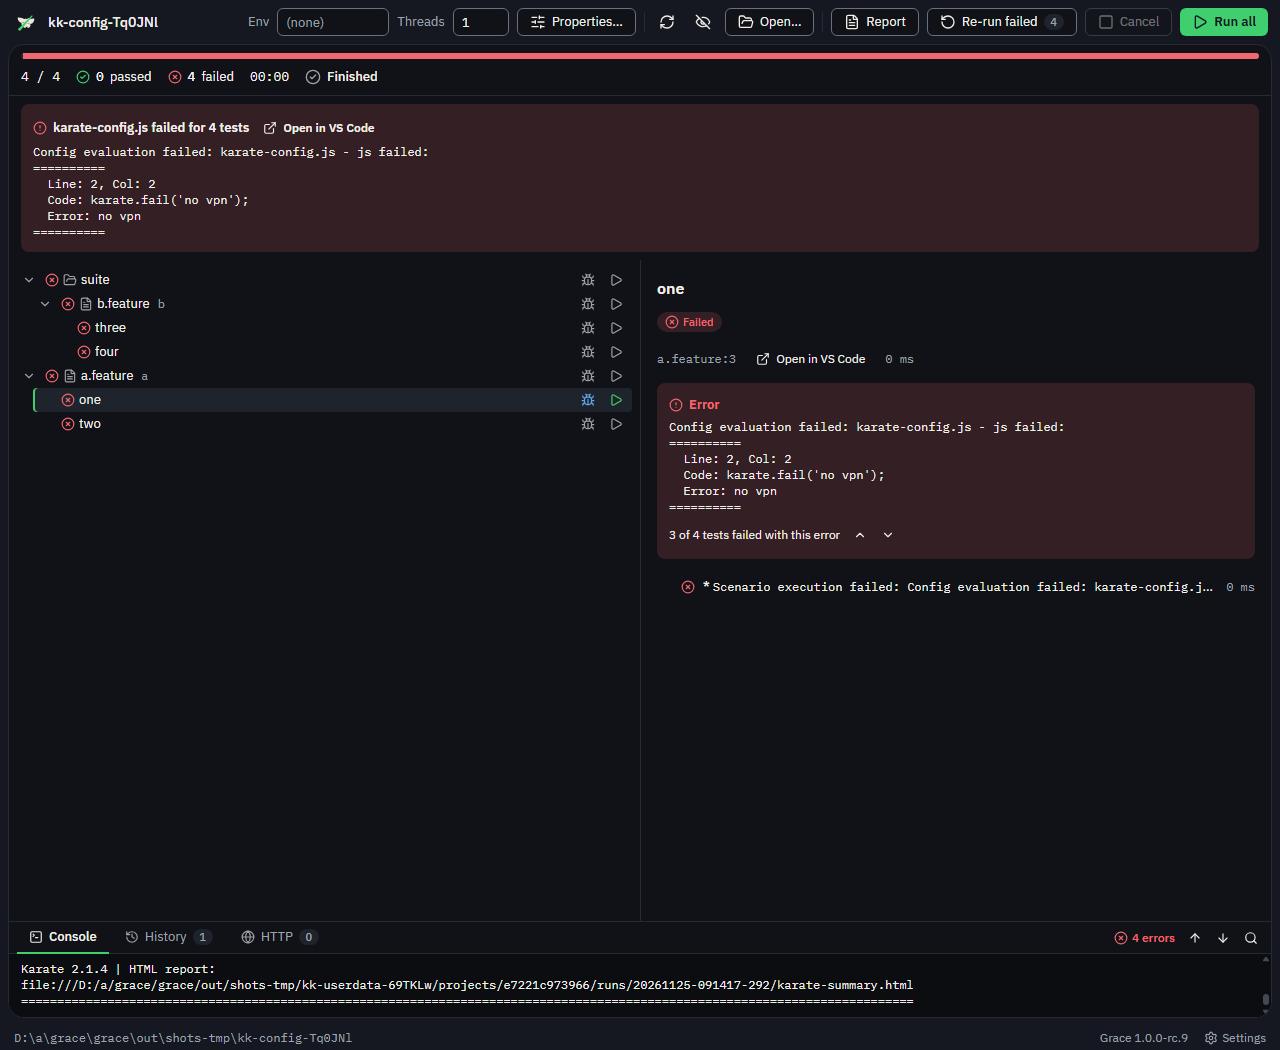 kk-config-Tq0JNl
Env (none) Threads 1 Properties... Open... Report Re-run failed 4 Cancel Run all
4 / 4 0 passed 4 failed 00:00 Finished
karate-config.js failed for 4 tests Open in VS Code
Config evaluation failed: karate-config.js - js failed:
==========
Line: 2, Col: 2
Code: karate.fail('no vpn');
Error: no vpn
==========
suite
b.feature b
three
four
a.feature a
one
two
one
Failed
a.feature:3 Open in VS Code 0 ms
Error
Config evaluation failed: karate-config.js - js failed:
==========
Line: 2, Col: 2
Code: karate.fail('no vpn');
Error: no vpn
==========
3 of 4 tests failed with this error
* Scenario execution failed: Config evaluation failed: karate-config.j... 0 ms
Console History 1 HTTP 0 4 errors
Karate 2.1.4 | HTML report:
file:///D:/a/grace/grace/out/shots-tmp/kk-userdata-69TKLw/projects/e7221c973966/runs/20261125-091417-292/karate-summary.html
============================================================================================================================
D:\a\grace\grace\out\shots-tmp\kk-config-Tq0JNl Grace 1.0.0-rc.9 Settings